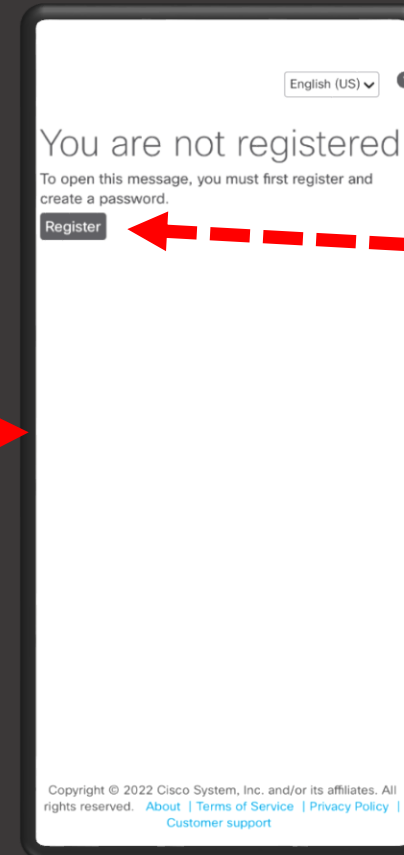 English (US)
You are not registered
To open this message, you must first register and
create a password.
Register
Copyright © 2022 Cisco System, Inc. and/or its affiliates. All
rights reserved. About | Terms of Service | Privacy Policy |
Customer support